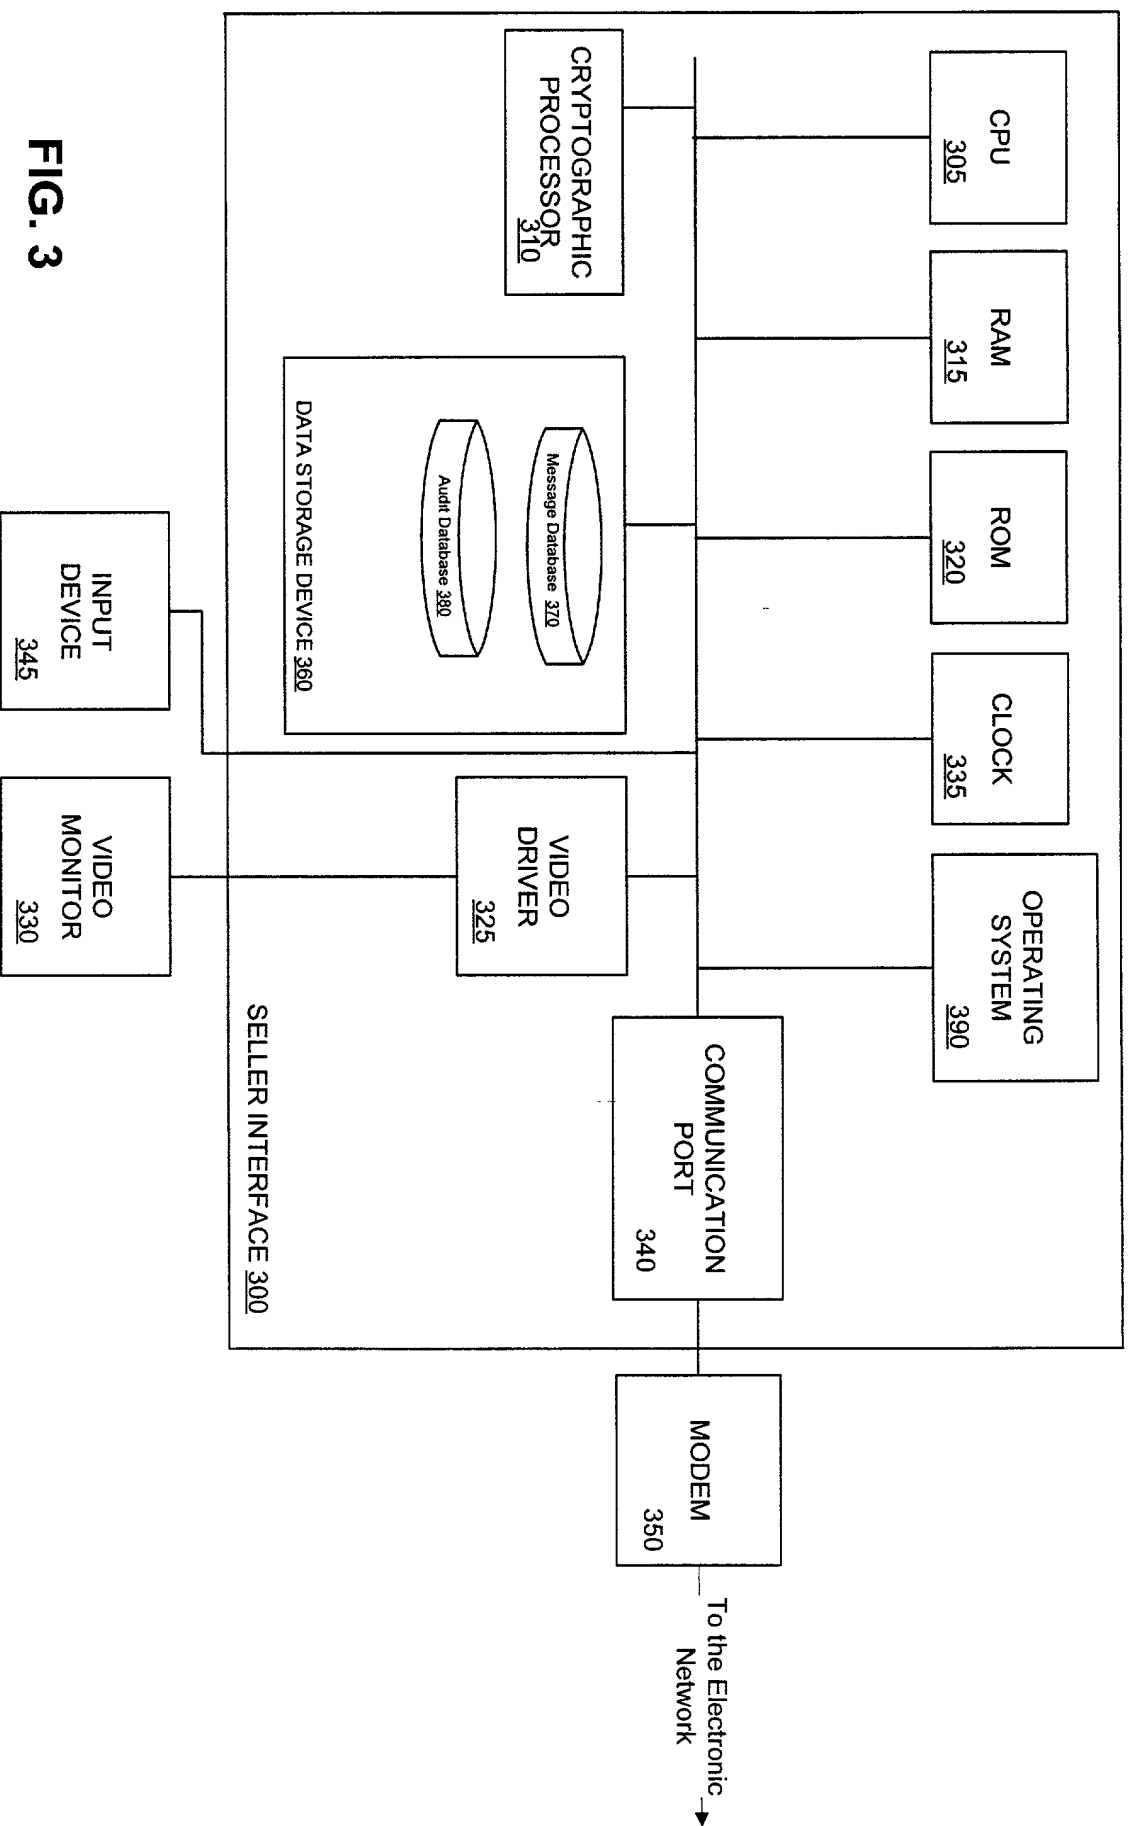 CPU
305
RAM
315
ROM
320
CLOCK
335
OPERATING
SYSTEM
390
CRYPTOGRAPHIC
PROCESSOR
310
Message Database 370
Audit Database 380
DATA STORAGE DEVICE 360
VIDEO
DRIVER
325
COMMUNICATION
PORT
340
MODEM
350
To the Electronic
Network
SELLER INTERFACE 300
INPUT
DEVICE
345
VIDEO
MONITOR
330
FIG. 3